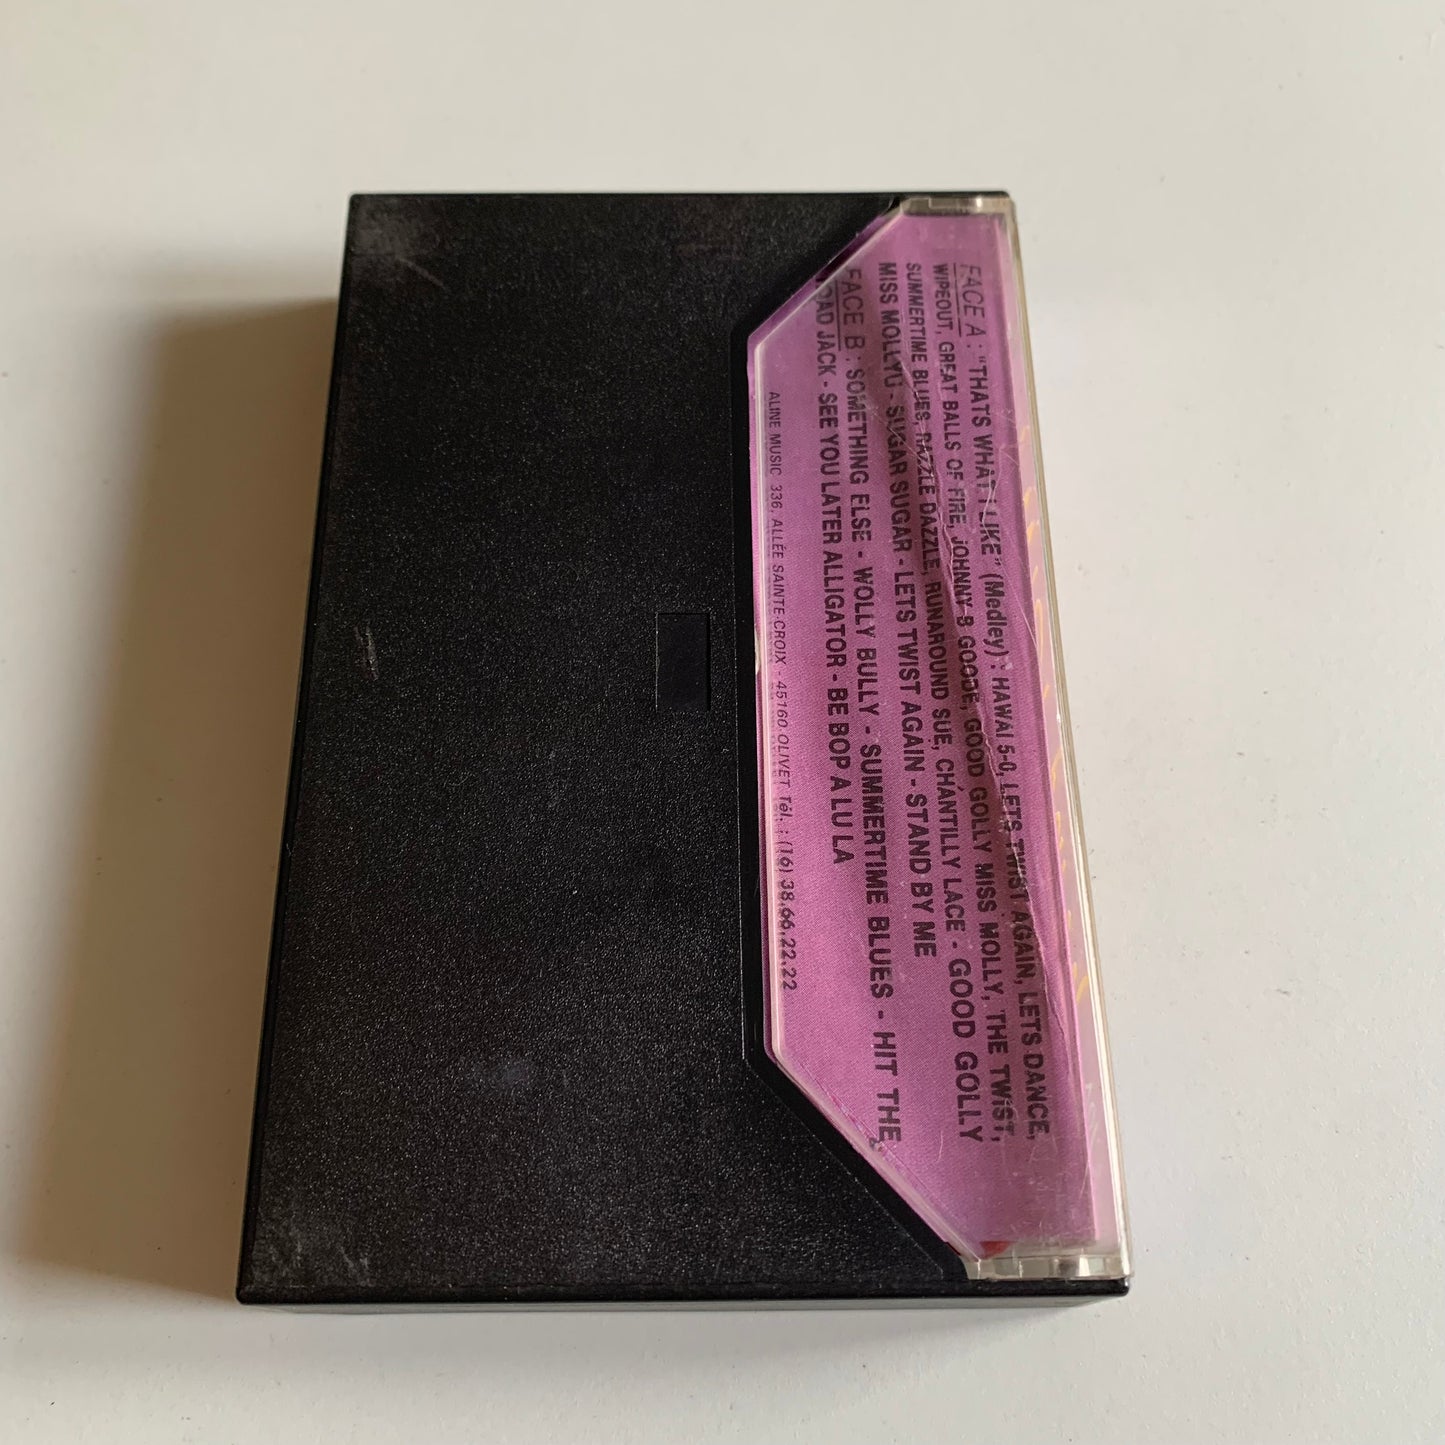 FACE A : "THATS WHAT I LIKE" (Medley) : HAWAI 5-0, LETS TWIST AGAIN, LETS DANCE,
WIPEOUT, GREAT BALLS OF FIRE, JOHNNY B GOODE, GOOD GOLLY MISS MOLLY, THE TWIST,
SUMMERTIME BLUES, RAZZLE DAZZLE, RUNAROUND SUE, CHANTILLY LACE - GOOD GOLLY
MISS MOLLYU - SUGAR SUGAR - LETS TWIST AGAIN - STAND BY ME
FACE B : SOMETHING ELSE - WOLLY BULLY - SUMMERTIME BLUES - HIT THE
ROAD JACK - SEE YOU LATER ALLIGATOR - BE BOP A LU LA
ALINE MUSIC 336, ALLÉE SAINTE-CROIX - 45160 OLIVET Tél. : (16) 38.66.22.22